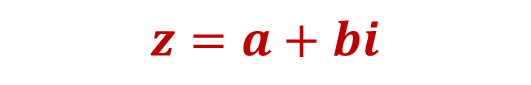 z = a + bi